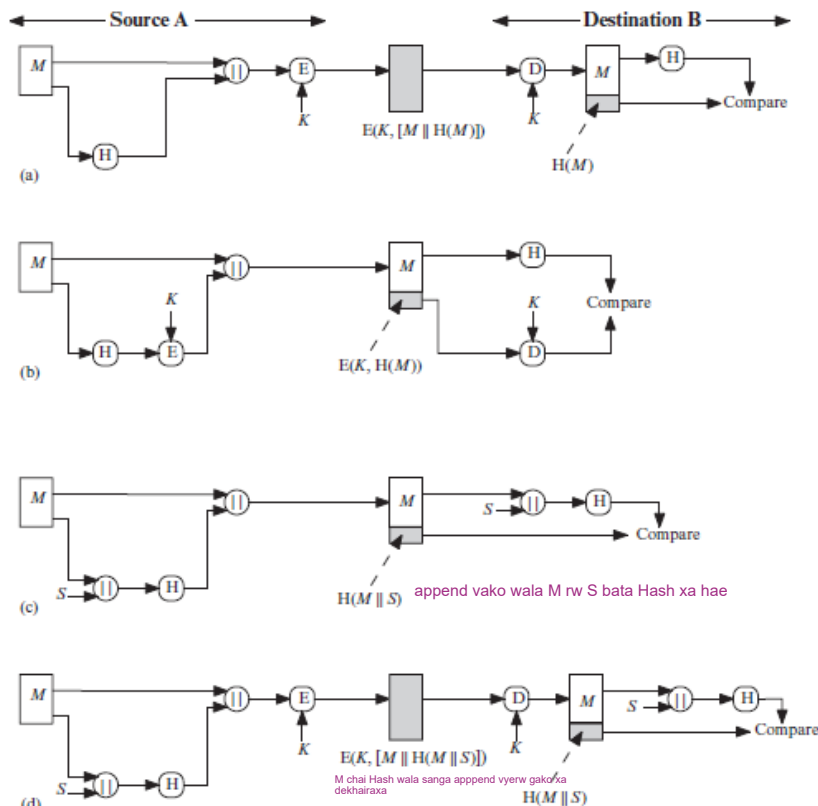 Source A Destination B
M || E D M H
K K Compare
E(K, [M || H(M)])
H
H(M)
(a)
M || M H
K K Compare
H E D
E(K, H(M))
(b)
M || M S || H
Compare
S || H
H(M || S) append vako wala M rw S bata Hash xa hae
(c)
M || E D M S || H
K K Compare
E(K, [M || H(M || S)])
S || H
M chai Hash wala sanga apppend vyerw gako xa
dekhairaxa
H(M || S)
(d)